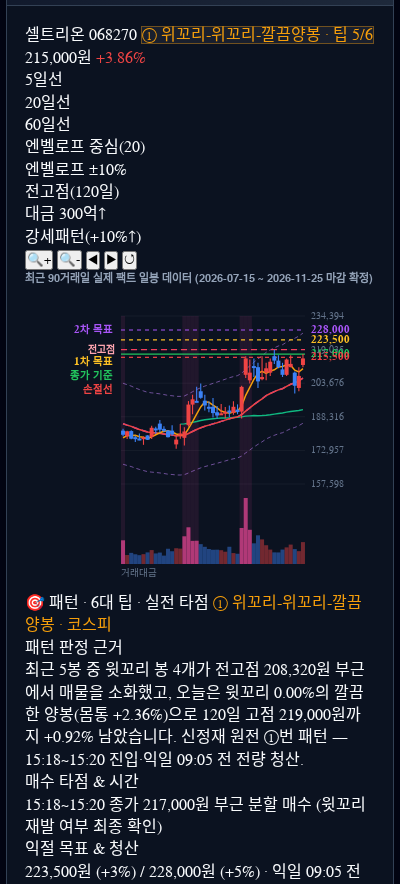 셀트리온 068270 ① 위꼬리-위꼬리-깔끔양봉 · 팁 5/6
215,000원 +3.86%
5일선
20일선
60일선
엔벨로프 중심(20)
엔벨로프 ±10%
전고점(120일)
대금 300억↑
강세패턴(+10%↑)
🔍+ 🔍- ◀ ▶ ↺
최근 90거래일 실제 팩트 일봉 데이터 (2026-07-15 ~ 2026-11-25 마감 확정)
234,394
2차 목표 228,000
223,500
전고점
1차 목표
종가 기준
손절선
203,676
188,316
172,957
157,598
거래대금
🎯 패턴 · 6대 팁 · 실전 타점 ① 위꼬리-위꼬리-깔끔
양봉 · 코스피
패턴 판정 근거
최근 5봉 중 윗꼬리 봉 4개가 전고점 208,320원 부근
에서 매물을 소화했고, 오늘은 윗꼬리 0.00%의 깔끔
한 양봉(몸통 +2.36%)으로 120일 고점 219,000원까
지 +0.92% 남았습니다. 신정재 원전 ①번 패턴 —
15:18~15:20 진입·익일 09:05 전 전량 청산.
매수 타점 & 시간
15:18~15:20 종가 217,000원 부근 분할 매수 (윗꼬리
재발 여부 최종 확인)
익절 목표 & 청산
223,500원 (+3%) / 228,000원 (+5%) · 익일 09:05 전